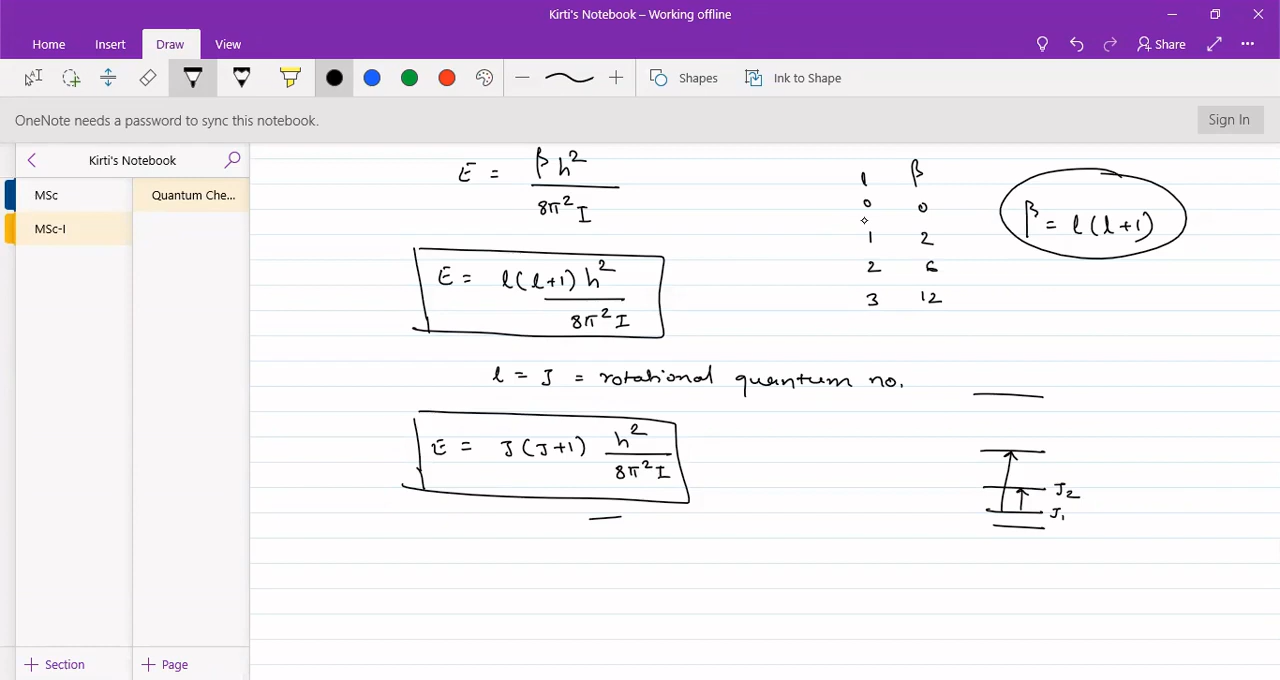 Kirti's Notebook – Working offline
Home Insert Draw View Share
Shapes Ink to Shape
OneNote needs a password to sync this notebook. Sign In
Kirti's Notebook
MSc
MSc-I
Quantum Che...
+ Section + Page
E = βh²/8π²I
l β
0 0
1 2
2 6
3 12
β = l(l+1)
E = l(l+1)h²/8π²I
l = J = rotational quantum no.
E = J(J+1) h²/8π²I
J₂
J₁